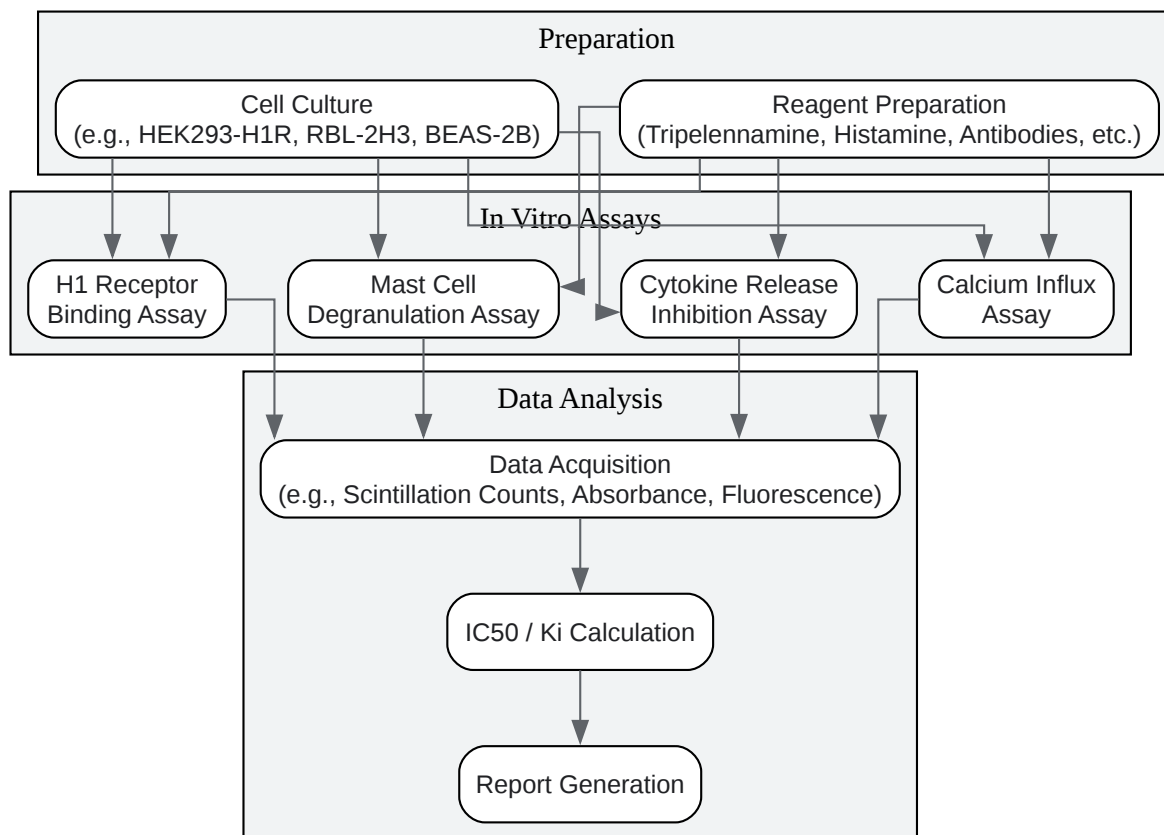 Preparation
Cell Culture
(e.g., HEK293-H1R, RBL-2H3, BEAS-2B)
Reagent Preparation
(Tripelennamine, Histamine, Antibodies, etc.)
In Vitro Assays
H1 Receptor
Binding Assay
Mast Cell
Degranulation Assay
Cytokine Release
Inhibition Assay
Calcium Influx
Assay
Data Analysis
Data Acquisition
(e.g., Scintillation Counts, Absorbance, Fluorescence)
IC50 / Ki Calculation
Report Generation